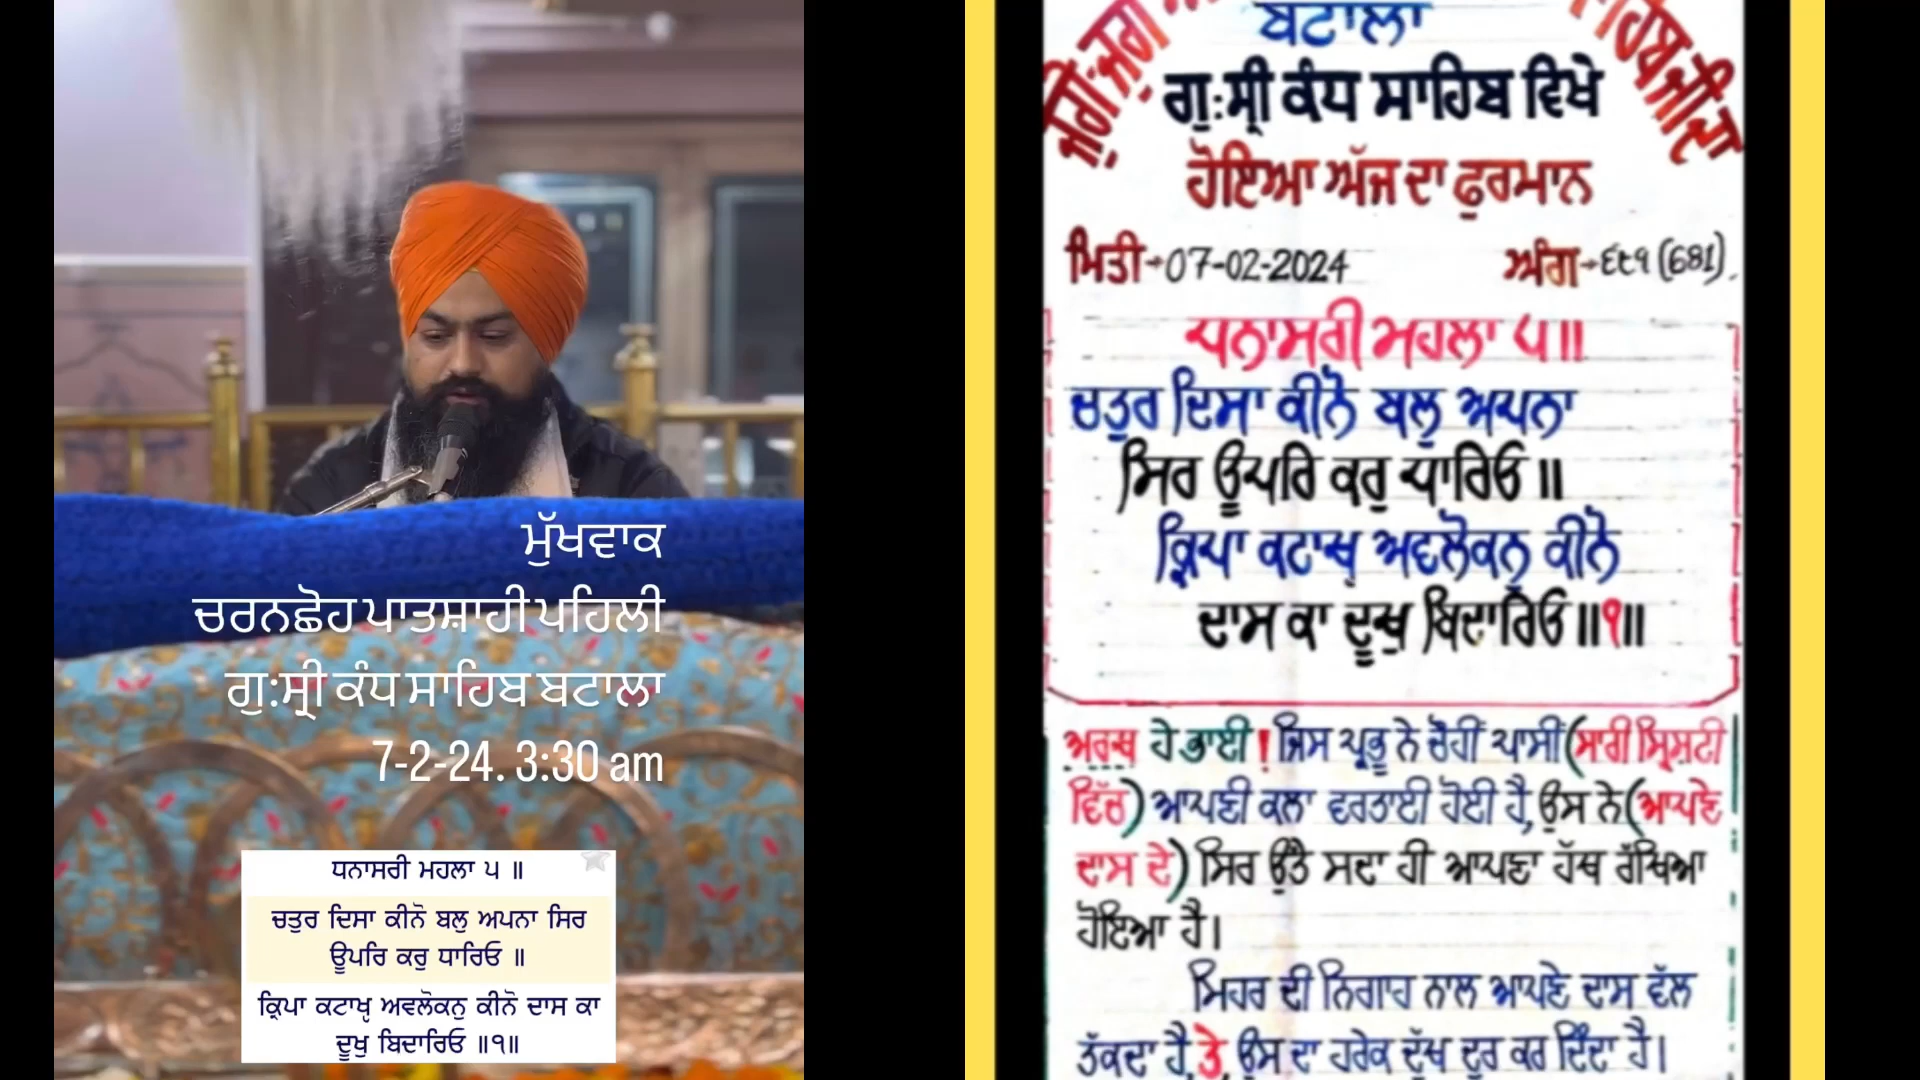 ਮੁੱਖਵਾਕ
ਚਰਨਛੋਹ ਪਾਤਸ਼ਾਹੀ ਪਹਿਲੀ
ਗੁ:ਸ੍ਰੀ ਕੰਧ ਸਾਹਿਬ ਬਟਾਲਾ
7-2-24. 3:30 am
ਧਨਾਸਰੀ ਮਹਲਾ ੫ ॥
ਚਤੁਰ ਦਿਸਾ ਕੀਨੋ ਬਲੁ ਅਪਨਾ ਸਿਰ
ਊਪਰਿ ਕਰੁ ਧਾਰਿਓ ॥
ਕ੍ਰਿਪਾ ਕਟਾਖੵ ਅਵਲੋਕਨੁ ਕੀਨੋ ਦਾਸ ਕਾ
ਦੂਖੁ ਬਿਦਾਰਿਓ ॥੧॥
ਬਟਾਲਾ
ਗੁ:ਸ੍ਰੀ ਕੰਧ ਸਾਹਿਬ ਵਿਖੇ
ਹੋਇਆ ਅੱਜ ਦਾ ਫੁਰਮਾਨ
ਮਿਤੀ→07-02-2024 ਅੰਗ→੬੮੧ (681).
ਧਨਾਸਰੀ ਮਹਲਾ ੫॥
ਚਤੁਰ ਦਿਸਾ ਕੀਨੋ ਬਲੁ ਅਪਨਾ
ਸਿਰ ਊਪਰਿ ਕਰੁ ਧਾਰਿਓ ॥
ਕ੍ਰਿਪਾ ਕਟਾਖੵ ਅਵਲੋਕਨੁ ਕੀਨੋ
ਦਾਸ ਕਾ ਦੂਖੁ ਬਿਦਾਰਿਓ ॥੧॥
ਅਰਥ ਹੇ ਭਾਈ! ਜਿਸ ਪ੍ਰਭੂ ਨੇ ਚੌਹੀਂ ਪਾਸੀਂ (ਸਾਰੀ ਸ੍ਰਿਸ਼ਟੀ
ਵਿੱਚ) ਆਪਣੀ ਕਲਾ ਵਰਤਾਈ ਹੋਈ ਹੈ, ਉਸ ਨੇ (ਆਪਣੇ
ਦਾਸ ਦੇ) ਸਿਰ ਉੱਤੇ ਸਦਾ ਹੀ ਆਪਣਾ ਹੱਥ ਰੱਖਿਆ
ਹੋਇਆ ਹੈ।
ਮਿਹਰ ਦੀ ਨਿਗਾਹ ਨਾਲ ਆਪਣੇ ਦਾਸ ਵੱਲ
ਤੱਕਦਾ ਹੈ, ਤੇ ਉਸ ਦਾ ਹਰੇਕ ਦੁੱਖ ਦੂਰ ਕਰ ਦਿੰਦਾ ਹੈ।